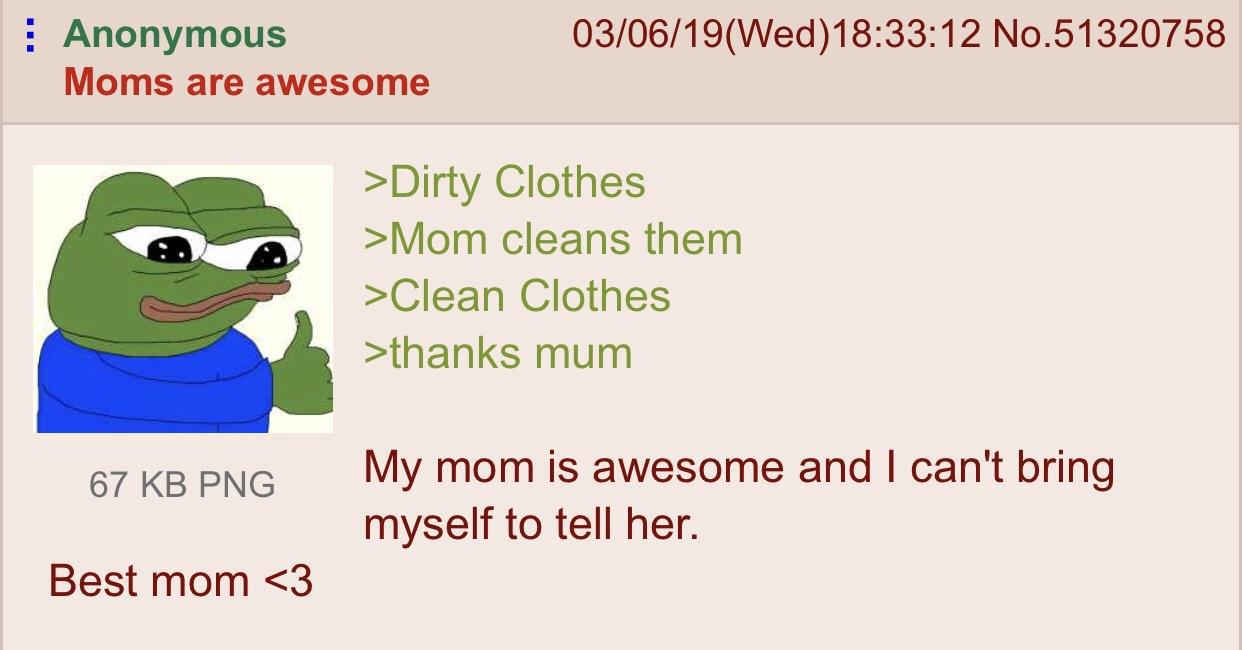 Anonymous 03/06/19(Wed)18:33:12 No.51320758
Moms are awesome
>Dirty Clothes
>Mom cleans them
>Clean Clothes
>thanks mum
67 KB PNG
My mom is awesome and I can't bring
myself to tell her.
Best mom <3